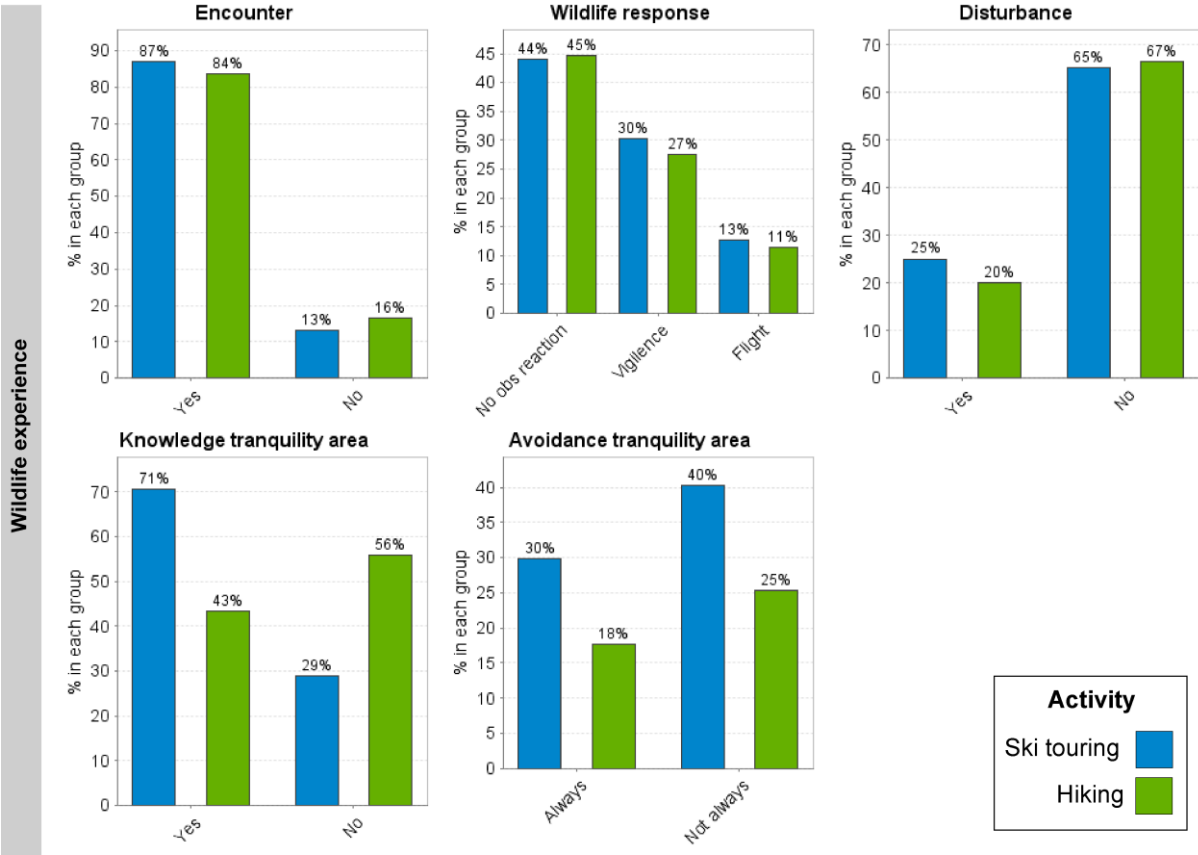 Wildlife experience
Encounter
% in each group
90
80
70
60
50
40
30
20
10
0
87%
84%
13%
16%
Yes
No
Wildlife response
% in each group
45
40
35
30
25
20
15
10
5
0
44%
45%
30%
27%
13%
11%
No obs reaction
Vigilence
Flight
Disturbance
% in each group
70
60
50
40
30
20
10
0
25%
20%
65%
67%
Yes
No
Knowledge tranquility area
% in each group
70
60
50
40
30
20
10
0
71%
43%
29%
56%
Yes
No
Avoidance tranquility area
% in each group
40
35
30
25
20
15
10
5
0
30%
18%
40%
25%
Always
Not always
Activity
Ski touring
Hiking